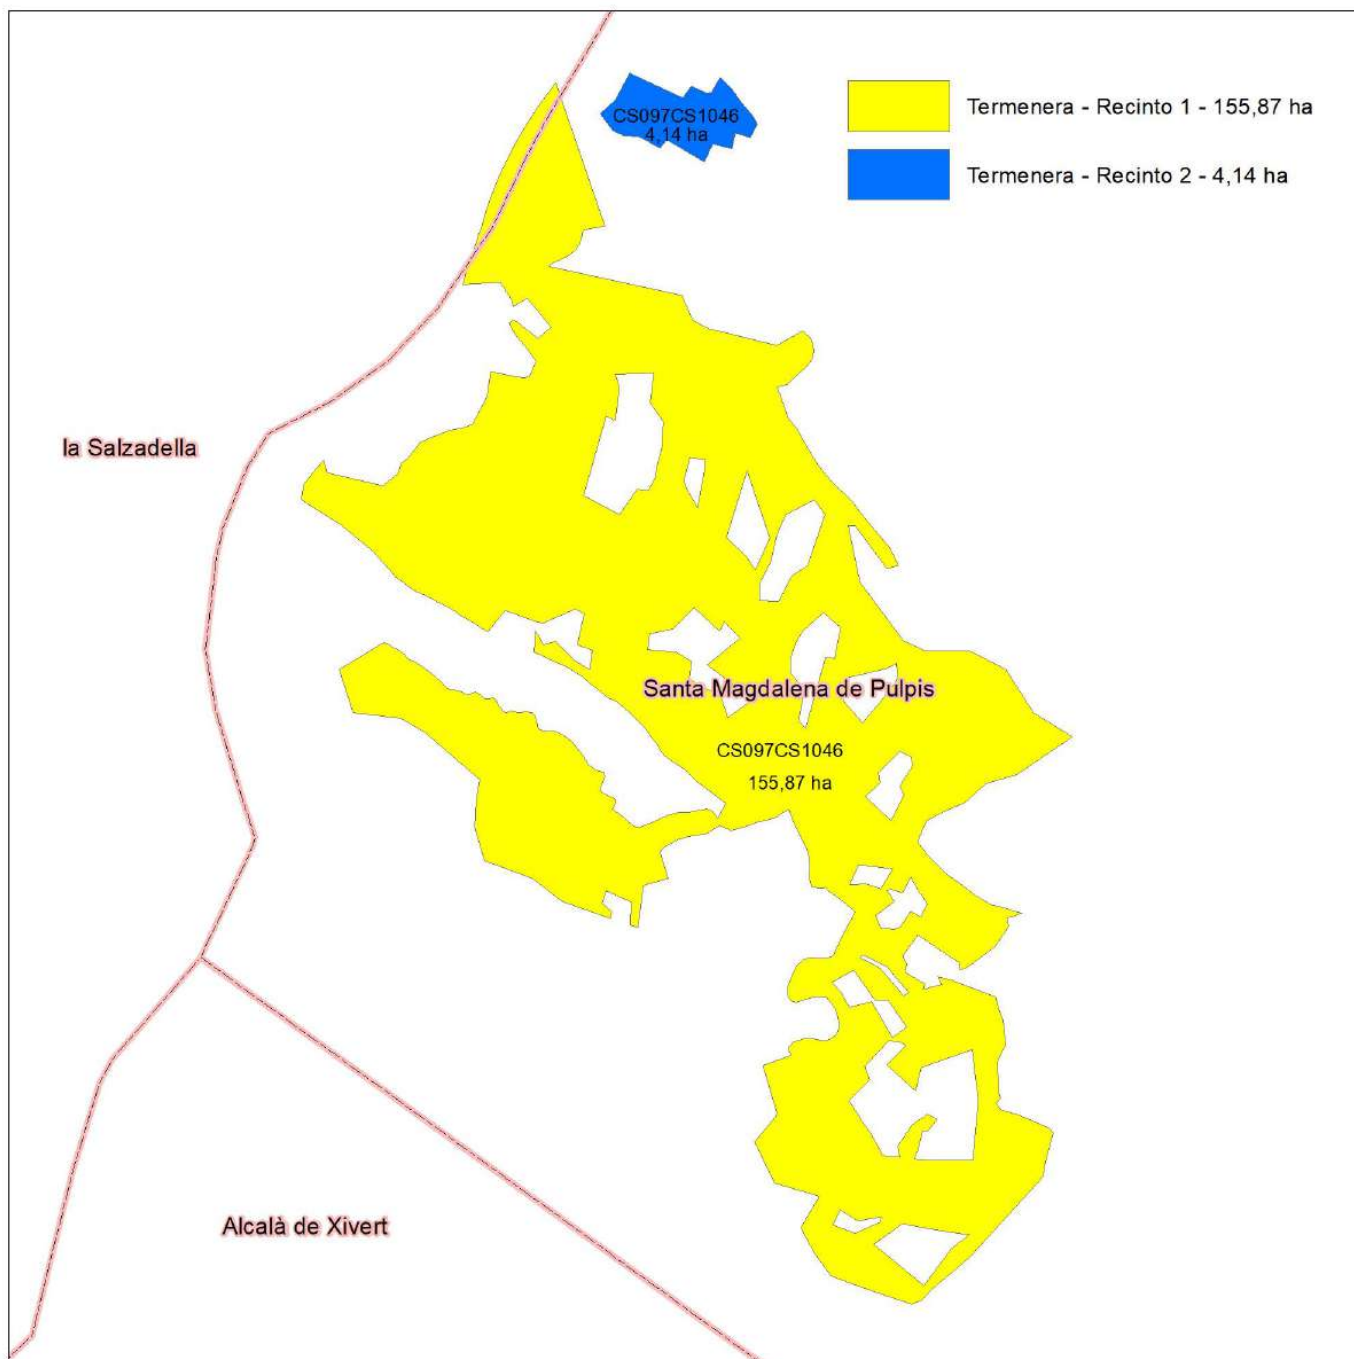 CS097CS1046
4,14 ha
Termenera - Recinto 1 - 155,87 ha
Termenera - Recinto 2 - 4,14 ha
la Salzadella
Santa Magdalena de Pulpis
CS097CS1046
155,87 ha
Alcalà de Xivert